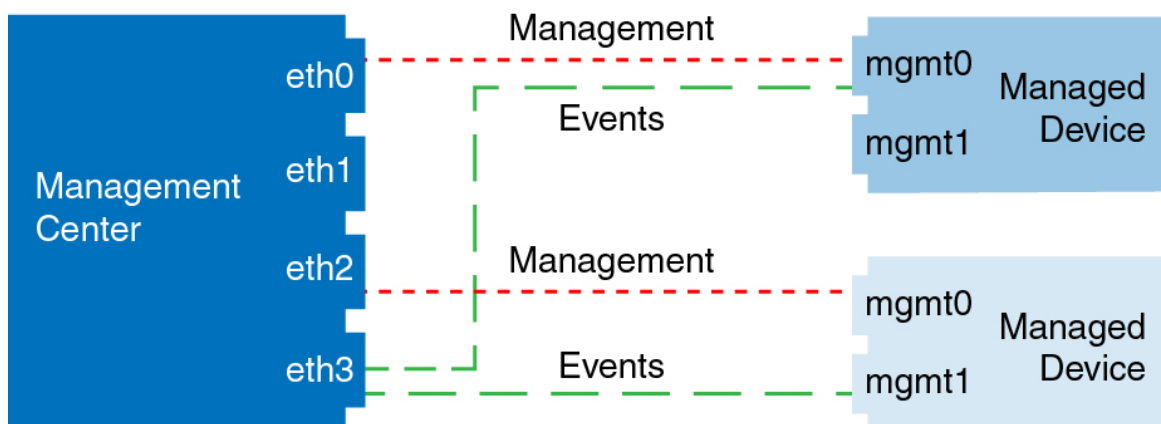 Management
Center
eth0
eth1
eth2
eth3
Management
Events
Management
Events
mgmt0
mgmt1
Managed
Device
mgmt0
mgmt1
Managed
Device